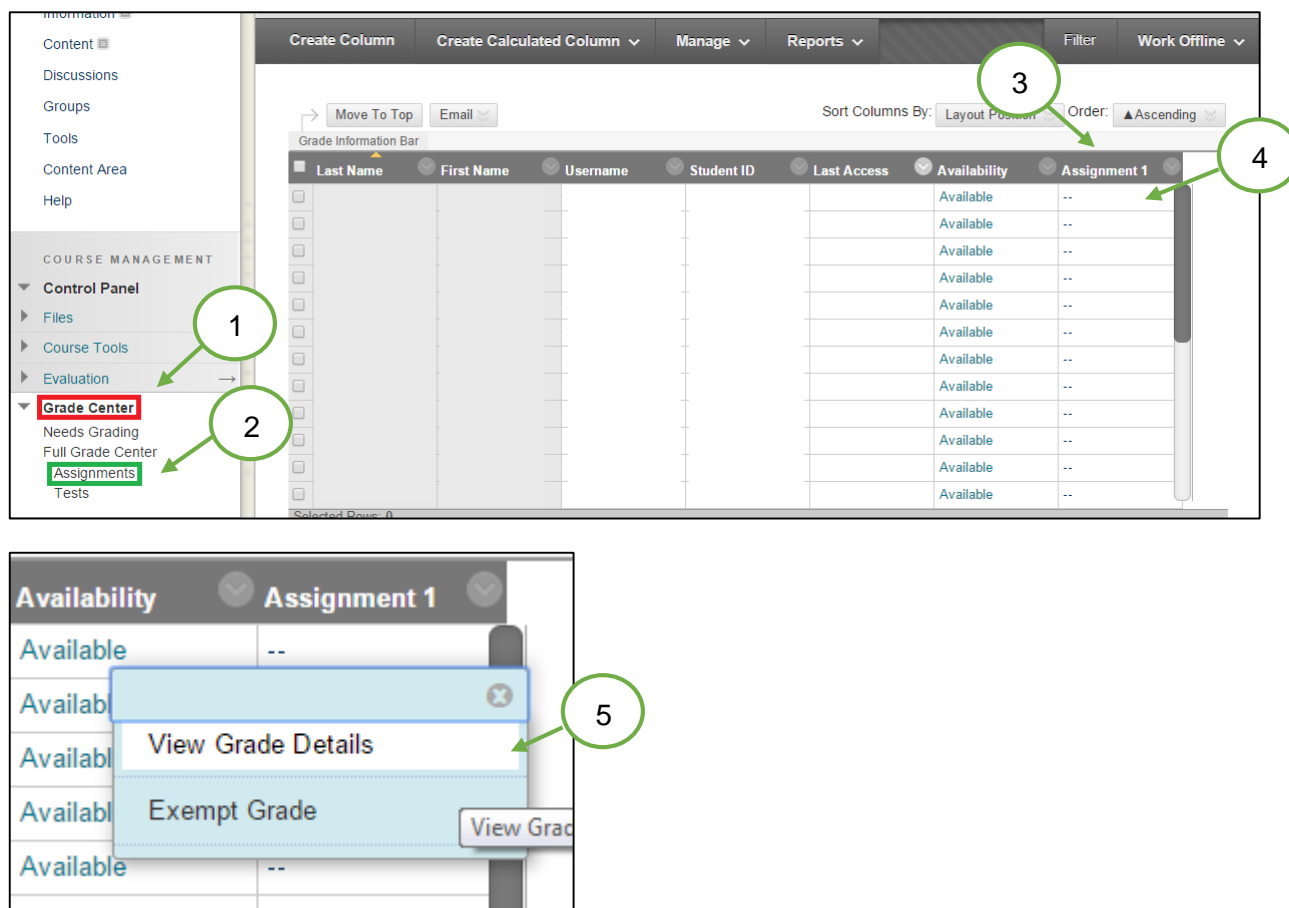 Information
Content
Discussions
Groups
Tools
Content Area
Help
COURSE MANAGEMENT
Control Panel
Files
Course Tools
Evaluation →
Grade Center
Needs Grading
Full Grade Center
Assignments
Tests
1
2
Create Column Create Calculated Column Manage Reports Filter Work Offline
3
Move To Top Email Sort Columns By: Layout Position Order: ▲Ascending
Grade Information Bar
4
Last Name First Name Username Student ID Last Access Availability Assignment 1
Available --
Available --
Available --
Available --
Available --
Available --
Available --
Available --
Available --
Available --
Available --
Available --
Selected Rows: 0
Availability Assignment 1
Available --
Availabl
5
View Grade Details
Availabl
Availabl
Exempt Grade
View Grad
Available --